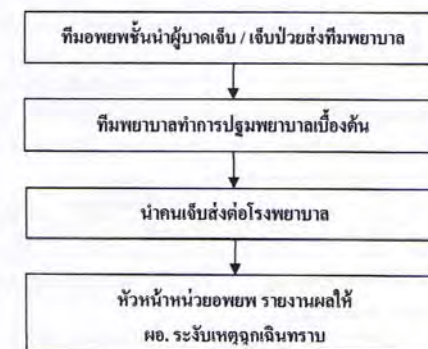 ทีมอพยพชั้นนำผู้บาดเจ็บ / เจ็บป่วยส่งทีมพยาบาล
ทีมพยาบาลทำการปฐมพยาบาลเบื้องต้น
นำคนเจ็บส่งต่อโรงพยาบาล
หัวหน้าหน่วยอพยพ รายงานผลให้
ผอ. ระงับเหตุฉุกเฉินทราบ